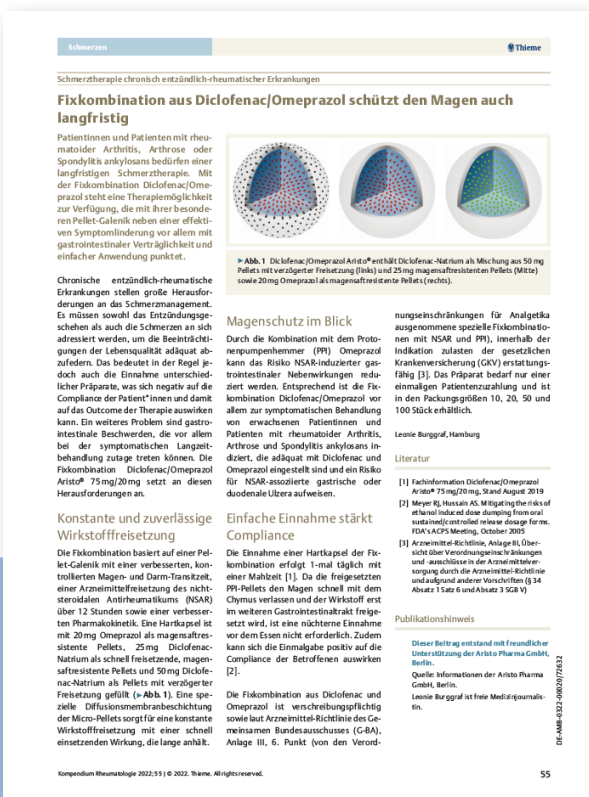 Schmerzen
Thieme
Schmerztherapie chronisch entzündlich-rheumatischer Erkrankungen
Fixkombination aus Diclofenac/Omeprazol schützt den Magen auch
langfristig
Patientinnen und Patienten mit rheu-
matoider Arthritis, Arthrose oder
Spondylitis ankylosans bedürfen einer
langfristigen Schmerztherapie. Mit
der Fixkombination Diclofenac/Ome-
prazol steht eine Therapiemöglichkeit
zur Verfügung, die mit ihrer besonde-
ren Pellet-Galenik neben einer effekti-
ven Symptomlinderung vor allem mit
gastrointestinaler Verträglichkeit und
einfacher Anwendung punktet.
Chronische entzündlich-rheumatische
Erkrankungen stellen große Herausfor-
derungen an das Schmerzmanagement.
Es müssen sowohl das Entzündungsge-
schehen als auch die Schmerzen an sich
adressiert werden, um die Beeinträchti-
gungen der Lebensqualität adäquat ab-
zufedern. Das bedeutet in der Regel je-
doch auch die Einnahme unterschied-
licher Präparate, was sich negativ auf die
Compliance der Patient*innen und damit
auf das Outcome der Therapie auswirken
kann. Ein weiteres Problem sind gastro-
intestinale Beschwerden, die vor allem
bei der symptomatischen Langzeit-
behandlung zutage treten können. Die
Fixkombination Diclofenac/Omeprazol
Aristo® 75 mg/20 mg setzt an diesen
Herausforderungen an.
Konstante und zuverlässige
Wirkstofffreisetzung
Die Fixkombination basiert auf einer Pel-
let-Galenik mit einer verbesserten, kon-
trollierten Magen- und Darm-Transitzeit,
einer Arzneimittelfreisetzung des nicht-
steroidalen Antirheumatikums (NSAR)
über 12 Stunden sowie einer verbesser-
ten Pharmakokinetik. Eine Hartkapsel ist
mit 20 mg Omeprazol als magensaftres-
sistente Pellets, 25 mg Diclofenac-
Natrium als schnell freisetzende, magen-
saftresistente Pellets und 50 mg Diclofe-
nac-Natrium als Pellets mit verzögerter
Freisetzung gefüllt (▶Abb. 1). Eine spe-
zielle Diffusionsmembranbeschichtung
der Micro-Pellets sorgt für eine konstante
Wirkstofffreisetzung mit einer schnell
einsetzenden Wirkung, die lange anhält.
▶Abb. 1 Diclofenac/Omeprazol Aristo® enthält Diclofenac-Natrium als Mischung aus 50 mg
Pellets mit verzögerter Freisetzung (links) und 25 mg magensaftresistenten Pellets (Mitte)
sowie 20 mg Omeprazol als magensaftresistente Pellets (rechts).
Magenschutz im Blick
Durch die Kombination mit dem Proto-
nenpumpenhemmer (PPI) Omeprazol
kann das Risiko NSAR-induzierter gas-
trointestinaler Nebenwirkungen redu-
ziert werden. Entsprechend ist die Fix-
kombination Diclofenac/Omeprazol vor
allem zur symptomatischen Behandlung
von erwachsenen Patientinnen und
Patienten mit rheumatoider Arthritis,
Arthrose und Spondylitis ankylosans in-
diziert, die adäquat mit Diclofenac und
Omeprazol eingestellt sind und ein Risiko
für NSAR-assoziierte gastrische oder
duodenale Ulzera aufweisen.
Einfache Einnahme stärkt
Compliance
Die Einnahme einer Hartkapsel der Fix-
kombination erfolgt 1-mal täglich mit
einer Mahlzeit [1]. Da die freigesetzten
PPI-Pellets den Magen schnell mit dem
Chymus verlassen und der Wirkstoff erst
im weiteren Gastrointestinaltrakt freige-
setzt wird, ist eine nüchterne Einnahme
vor dem Essen nicht erforderlich. Zudem
kann sich die Einmalgabe positiv auf die
Compliance der Betroffenen auswirken
[2].
Die Fixkombination aus Diclofenac und
Omeprazol ist verschreibungspflichtig
sowie laut Arzneimittel-Richtlinie des Ge-
meinsamen Bundesausschusses (G-BA),
Anlage III, 6. Punkt (von den Verord-
nungseinschränkungen für Analgetika
ausgenommene spezielle Fixkombinatio-
nen mit NSAR und PPI), innerhalb der
Indikation zulasten der gesetzlichen
Krankenversicherung (GKV) erstattungs-
fähig [3]. Das Präparat bedarf nur einer
einmaligen Patientenzuzahlung und ist
in den Packungsgrößen 10, 20, 50 und
100 Stück erhältlich.
Leonie Burggraf, Hamburg
Literatur
[1] Fachinformation Diclofenac/Omeprazol
Aristo® 75 mg/20 mg, Stand August 2019
[2] Meyer RJ, Hussain AS. Mitigating the risks of
ethanol induced dose dumping from oral
sustained/controlled release dosage forms.
FDA's ACPS Meeting, October 2005
[3] Arzneimittel-Richtlinie, Anlage III, Über-
sicht über Verordnungseinschränkungen
und -ausschlüsse in der Arzneimittelver-
sorgung durch die Arzneimittel-Richtlinie
und aufgrund anderer Vorschriften (§ 34
Absatz 1 Satz 6 und Absatz 3 SGB V)
Publikationshinweis
Dieser Beitrag entstand mit freundlicher
Unterstützung der Aristo Pharma GmbH,
Berlin.
Quelle: Informationen der Aristo Pharma
GmbH, Berlin.
Leonie Burggraf ist freie Medizinjournalis-
tin.
DE-AMB-0322-00020/72632
Kompendium Rheumatologie 2022; 55 | © 2022. Thieme. All rights reserved.
55